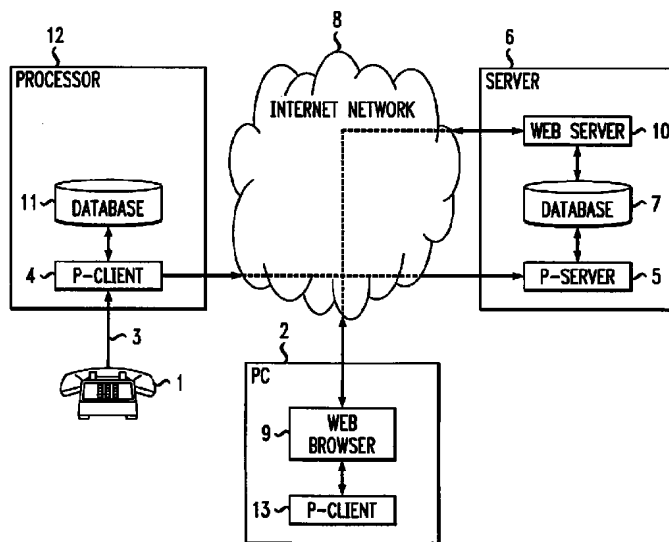 12
8
6
PROCESSOR
INTERNET NETWORK
SERVER
WEB SERVER
10
11
DATABASE
DATABASE
7
4
P-CLIENT
P-SERVER
5
3
2
1
PC
9
WEB
BROWSER
13
P-CLIENT